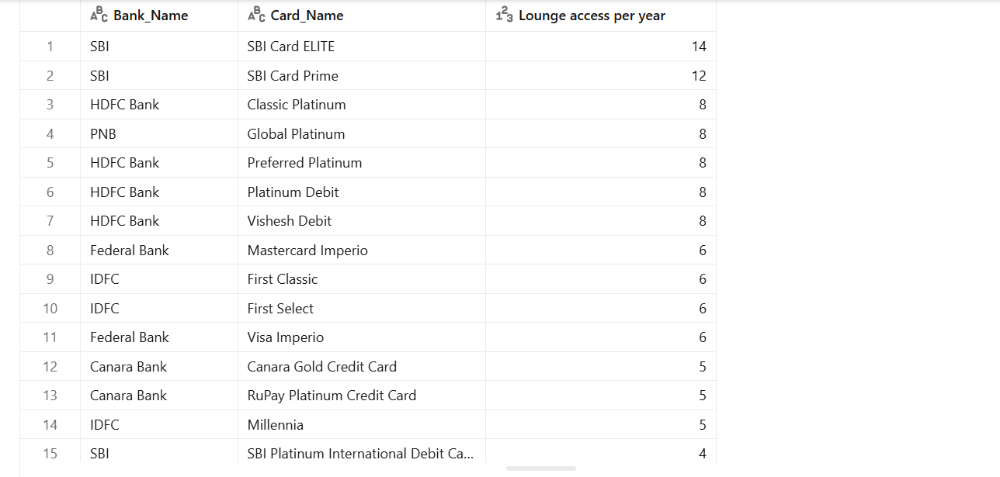 Bank_Name Card_Name 123 Lounge access per year
1 SBI SBI Card ELITE 14
2 SBI SBI Card Prime 12
3 HDFC Bank Classic Platinum 8
4 PNB Global Platinum 8
5 HDFC Bank Preferred Platinum 8
6 HDFC Bank Platinum Debit 8
7 HDFC Bank Vishesh Debit 8
8 Federal Bank Mastercard Imperio 6
9 IDFC First Classic 6
10 IDFC First Select 6
11 Federal Bank Visa Imperio 6
12 Canara Bank Canara Gold Credit Card 5
13 Canara Bank RuPay Platinum Credit Card 5
14 IDFC Millennia 5
15 SBI SBI Platinum International Debit Ca... 4